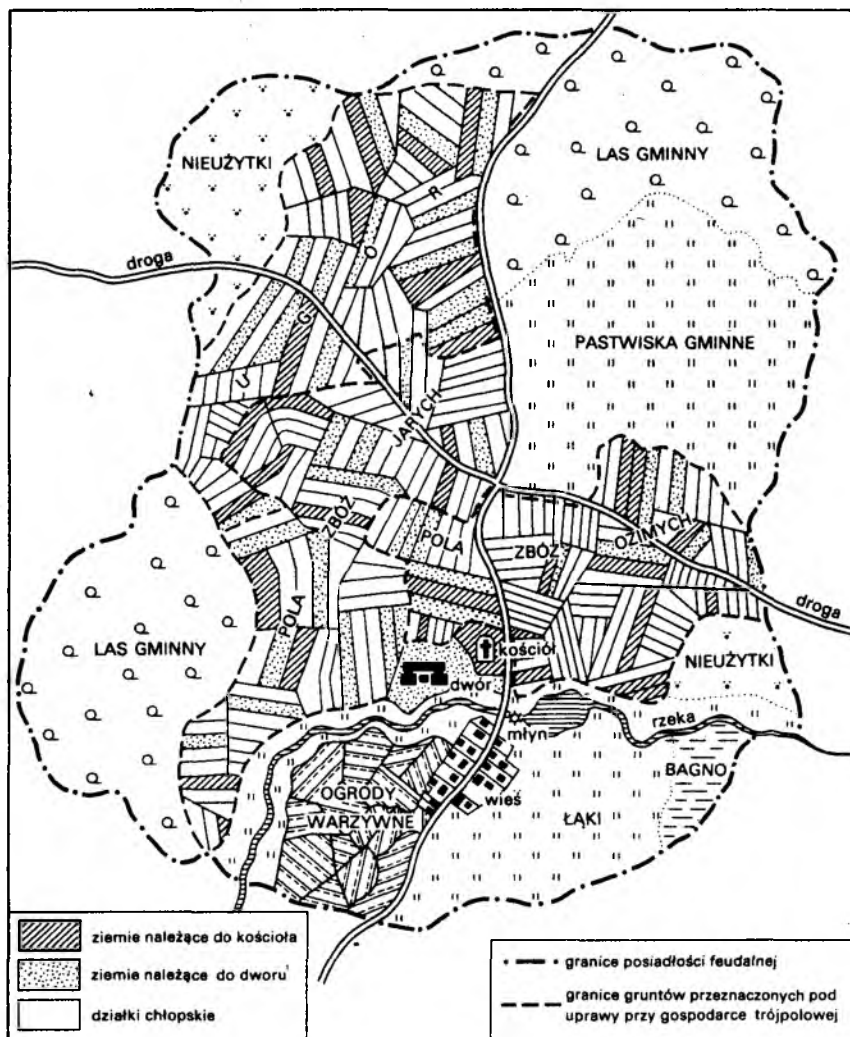 NIEUŻYTKI
LAS GMINNY
droga
UGOR
PASTWISKA GMINNE
POLA ZBÓŻ JARYCH
POLA ZBÓŻ OZIMYCH
droga
LAS GMINNY
kościół
dwór
NIEUŻYTKI
rzeka
młyn
BAGNO
OGRODY
WARZYWNE
wieś
ŁĄKI
ziemie należące do kościoła
ziemie należące do dworu
działki chłopskie
granice posiadłości feudalnej
granice gruntów przeznaczonych pod
uprawy przy gospodarce trójpolowej